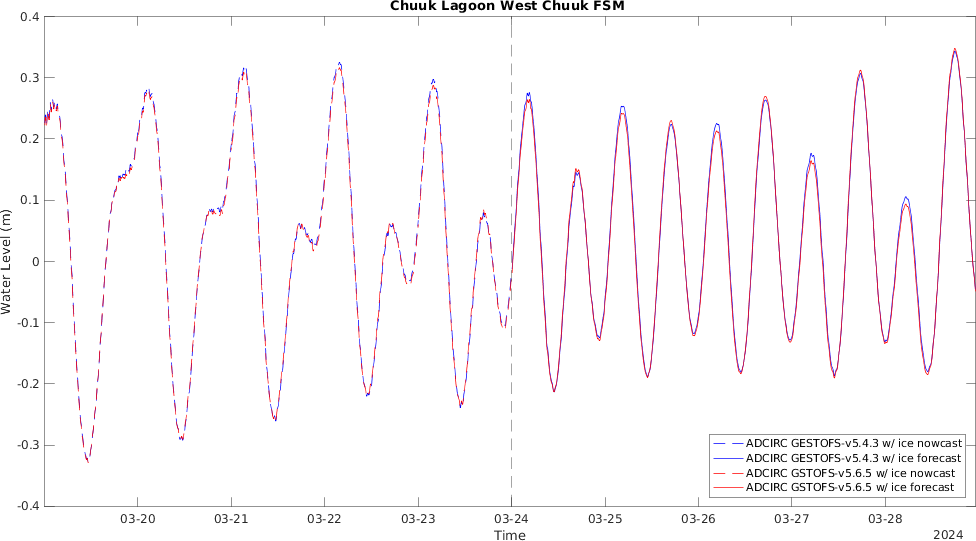 Chuuk Lagoon West Chuuk FSM
0.4
0.3
0.2
0.1
0
-0.1
-0.2
-0.3
-0.4
Water Level (m)
03-20
03-21
03-22
03-23
03-24
03-25
03-26
03-27
03-28
Time
2024
ADCIRC GESTOFS-v5.4.3 w/ ice nowcast
ADCIRC GESTOFS-v5.4.3 w/ ice forecast
ADCIRC GSTOFS-v5.6.5 w/ ice nowcast
ADCIRC GSTOFS-v5.6.5 w/ ice forecast